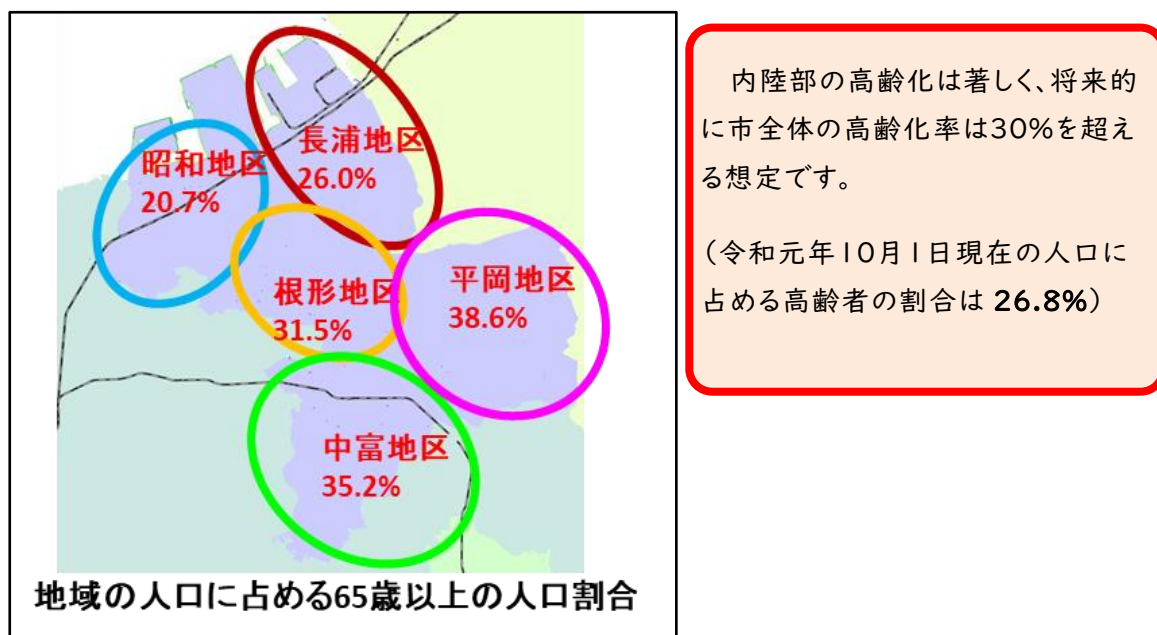 長浦地区
26.0%
昭和地区
20.7%
根形地区
31.5%
平岡地区
38.6%
中富地区
35.2%
地域の人口に占める65歳以上の人口割合
内陸部の高齢化は著しく、将来的
に市全体の高齢化率は30%を超え
る想定です。
(令和元年10月1日現在の人口に
占める高齢者の割合は 26.8%)